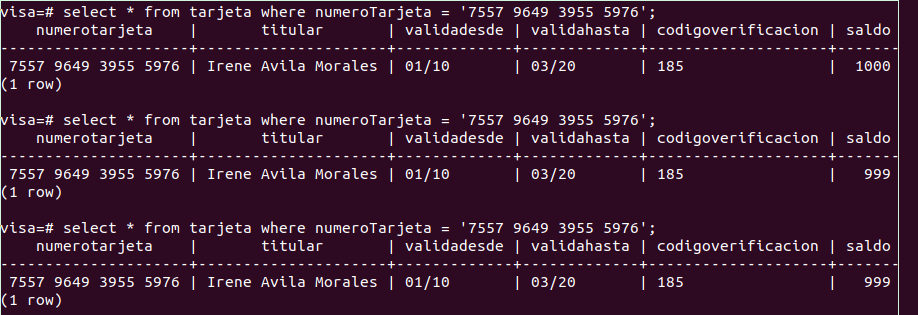 visa=# select * from tarjeta where numeroTarjeta = '7557 9649 3955 5976';
    numerotarjeta    |       titular       | validadesde | validahasta | codigoverificacion | saldo
---------------------+---------------------+-------------+-------------+--------------------+-------
 7557 9649 3955 5976 | Irene Avila Morales | 01/10       | 03/20       | 185                |  1000
(1 row)

visa=# select * from tarjeta where numeroTarjeta = '7557 9649 3955 5976';
    numerotarjeta    |       titular       | validadesde | validahasta | codigoverificacion | saldo
---------------------+---------------------+-------------+-------------+--------------------+-------
 7557 9649 3955 5976 | Irene Avila Morales | 01/10       | 03/20       | 185                |   999
(1 row)

visa=# select * from tarjeta where numeroTarjeta = '7557 9649 3955 5976';
    numerotarjeta    |       titular       | validadesde | validahasta | codigoverificacion | saldo
---------------------+---------------------+-------------+-------------+--------------------+-------
 7557 9649 3955 5976 | Irene Avila Morales | 01/10       | 03/20       | 185                |   999
(1 row)